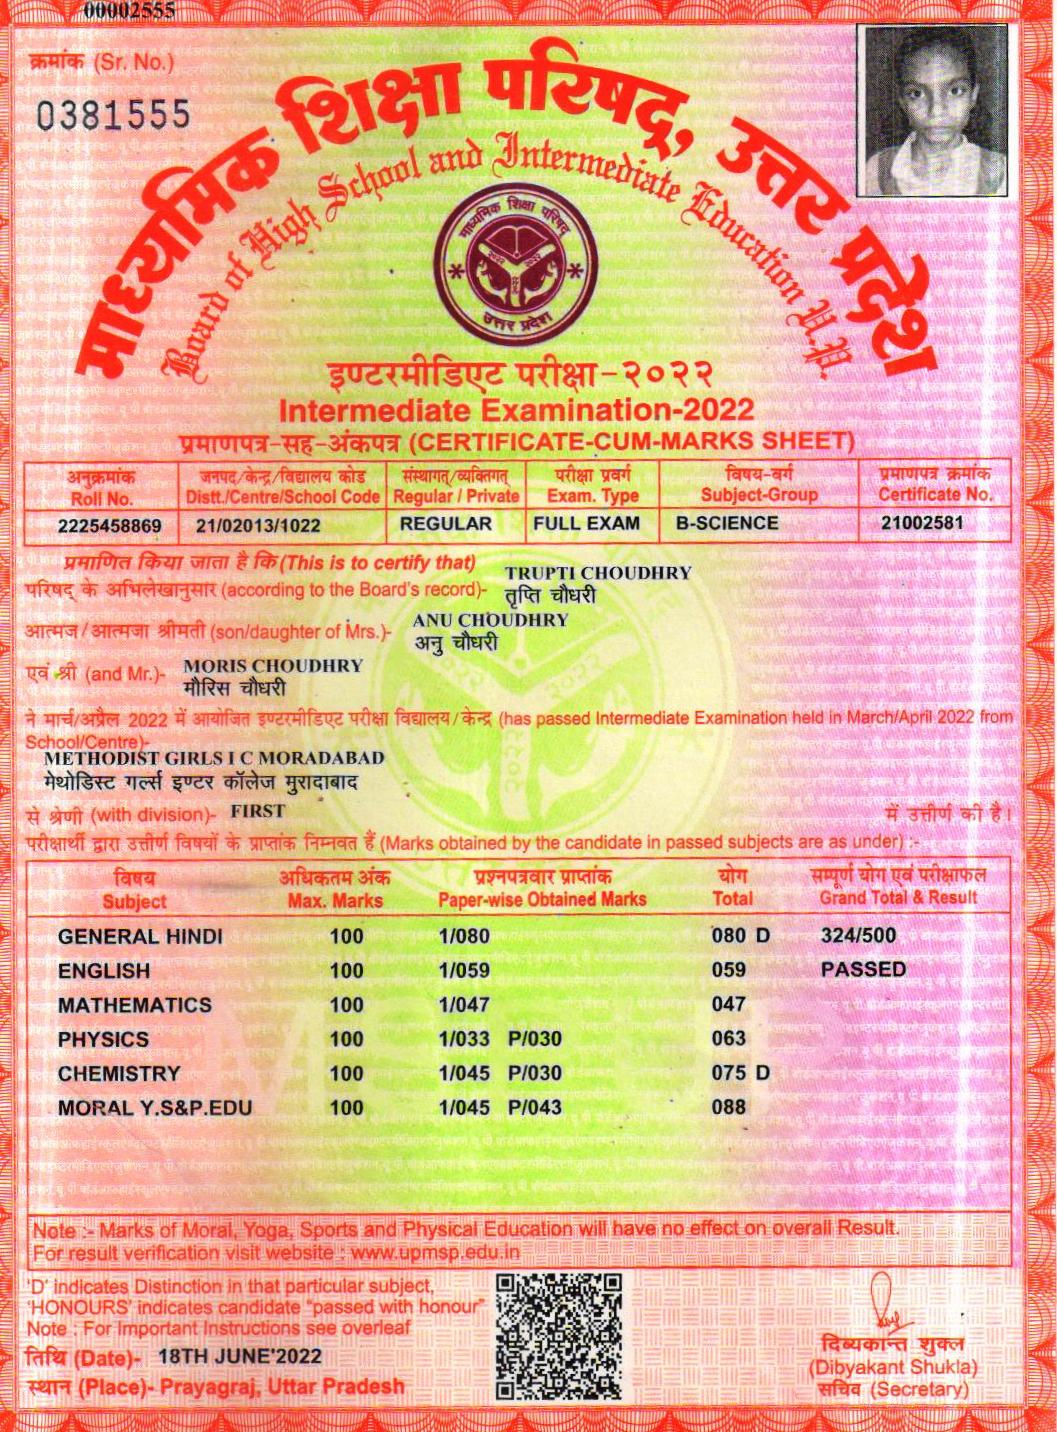 00002555
क्रमांक (Sr. No.)
0381555
माध्यमिक शिक्षा परिषद्, उत्तर प्रदेश
Board of High School and Intermediate Education U.P.
माध्यमिक शिक्षा परिषद्
उत्तर प्रदेश
इण्टरमीडिएट परीक्षा-२०२२
Intermediate Examination-2022
प्रमाणपत्र-सह-अंकपत्र (CERTIFICATE-CUM-MARKS SHEET)
अनुक्रमांक जनपद/केन्द्र/विद्यालय कोड संस्थागत्/व्यक्तिगत् परीक्षा प्रवर्ग विषय-वर्ग प्रमाणपत्र क्रमांक
Roll No. Distt./Centre/School Code Regular / Private Exam. Type Subject-Group Certificate No.
2225458869 21/02013/1022 REGULAR FULL EXAM B-SCIENCE 21002581
प्रमाणित किया जाता है कि (This is to certify that)
TRUPTI CHOUDHRY
परिषद् के अभिलेखानुसार (according to the Board's record)- तृप्ति चौधरी
ANU CHOUDHRY
आत्मज/आत्मजा श्रीमती (son/daughter of Mrs.)- अनु चौधरी
एवं श्री (and Mr.)- MORIS CHOUDHRY
मौरिस चौधरी
ने मार्च/अप्रैल 2022 में आयोजित इण्टरमीडिएट परीक्षा विद्यालय/केन्द्र (has passed Intermediate Examination held in March/April 2022 from
School/Centre)-
METHODIST GIRLS I C MORADABAD
मेथोडिस्ट गर्ल्स इण्टर कॉलेज मुरादाबाद
से श्रेणी (with division)- FIRST में उत्तीर्ण की है।
परीक्षार्थी द्वारा उत्तीर्ण विषयों के प्राप्तांक निम्नवत हैं (Marks obtained by the candidate in passed subjects are as under) :-
विषय अधिकतम अंक प्रश्नपत्रवार प्राप्तांक योग सम्पूर्ण योग एवं परीक्षाफल
Subject Max. Marks Paper-wise Obtained Marks Total Grand Total & Result
GENERAL HINDI 100 1/080 080 D 324/500
ENGLISH 100 1/059 059 PASSED
MATHEMATICS 100 1/047 047
PHYSICS 100 1/033 P/030 063
CHEMISTRY 100 1/045 P/030 075 D
MORAL Y.S&P.EDU 100 1/045 P/043 088
Note :- Marks of Moral, Yoga, Sports and Physical Education will have no effect on overall Result.
For result verification visit website : www.upmsp.edu.in
'D' indicates Distinction in that particular subject,
'HONOURS' indicates candidate "passed with honour"
Note : For Important Instructions see overleaf
तिथि (Date)- 18TH JUNE'2022
स्थान (Place)- Prayagraj, Uttar Pradesh
दिब्यकान्त शुक्ल
(Dibyakant Shukla)
सचिव (Secretary)